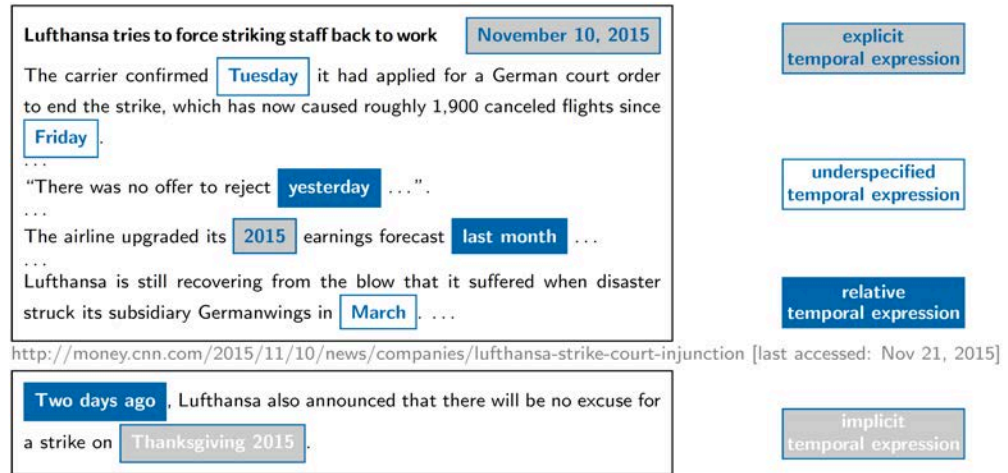 Lufthansa tries to force striking staff back to work November 10, 2015
The carrier confirmed Tuesday it had applied for a German court order
to end the strike, which has now caused roughly 1,900 canceled flights since
Friday .
. . .
“There was no offer to reject yesterday . . .”.
. . .
The airline upgraded its 2015 earnings forecast last month . . .
. . .
Lufthansa is still recovering from the blow that it suffered when disaster
struck its subsidiary Germanwings in March . . . .
http://money.cnn.com/2015/11/10/news/companies/lufthansa-strike-court-injunction [last accessed: Nov 21, 2015]
Two days ago , Lufthansa also announced that there will be no excuse for
a strike on Thanksgiving 2015 .
explicit
temporal expression
underspecified
temporal expression
relative
temporal expression
implicit
temporal expression